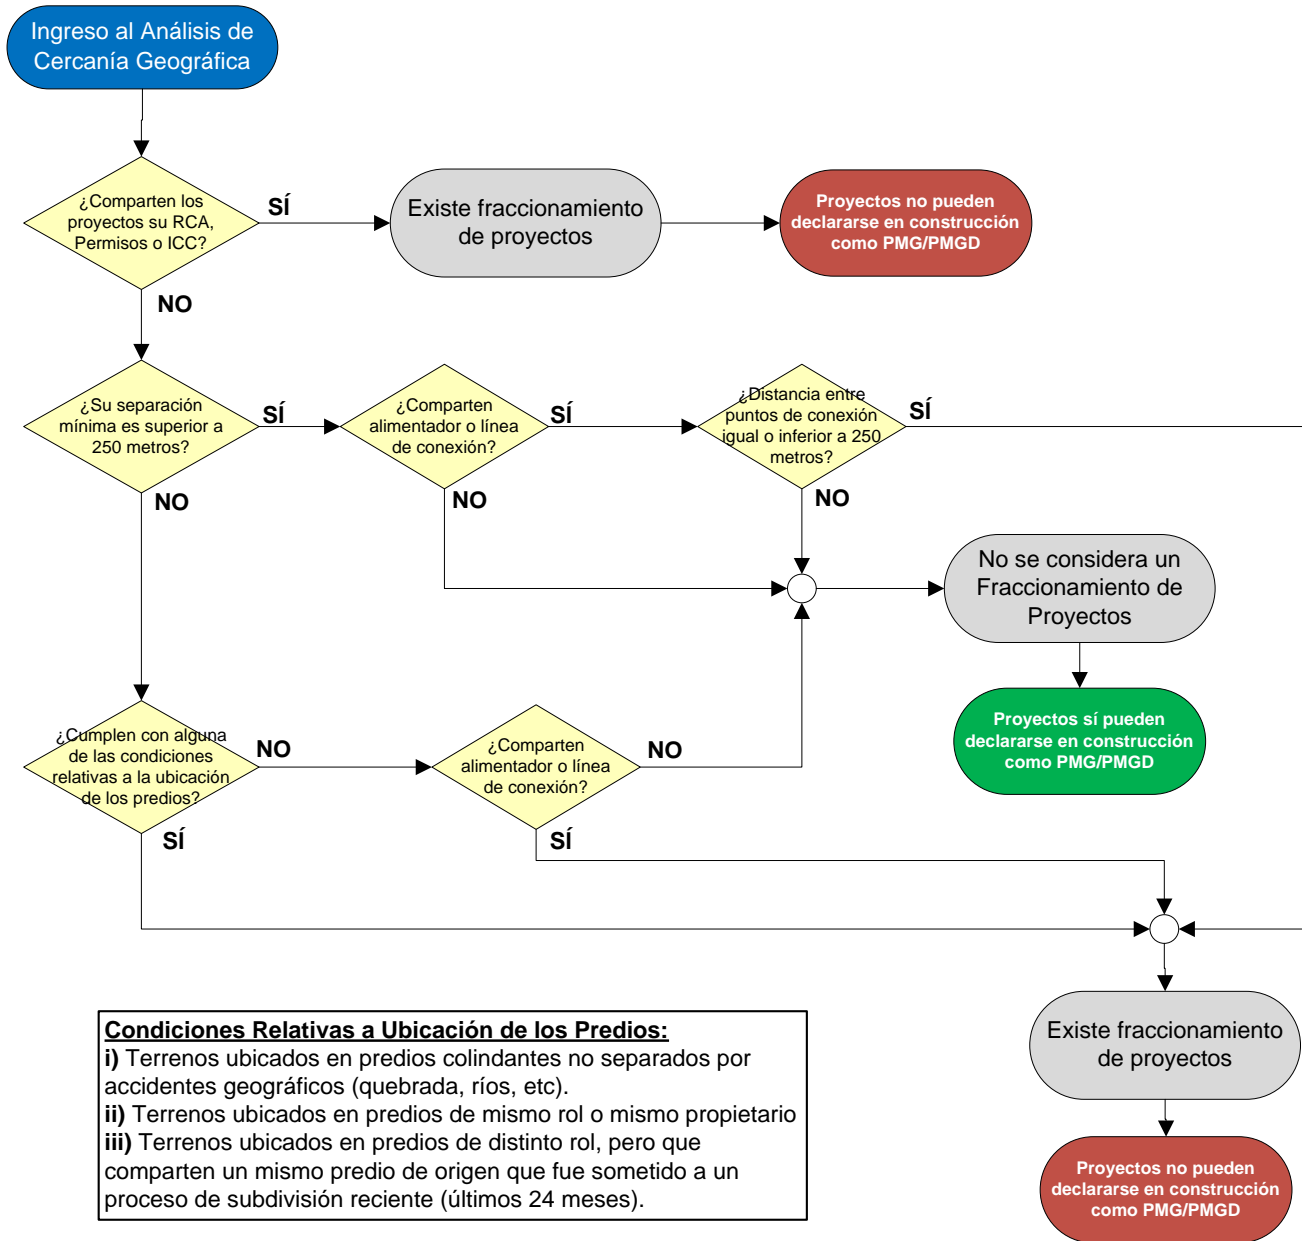 Ingreso al Análisis de
Cercanía Geográfica
¿Comparten los
proyectos su RCA,
Permisos o ICC?
SÍ
Existe fraccionamiento
de proyectos
Proyectos no pueden
declararse en construcción
como PMG/PMGD
NO
¿Su separación
mínima es superior a
250 metros?
SÍ
¿Comparten
alimentador o línea
de conexión?
SÍ
¿Distancia entre
puntos de conexión
igual o inferior a 250
metros?
SÍ
NO
NO
NO
No se considera un
Fraccionamiento de
Proyectos
Proyectos sí pueden
declararse en construcción
como PMG/PMGD
¿Cumplen con alguna
de las condiciones
relativas a la ubicación
de los predios?
NO
¿Comparten
alimentador o línea
de conexión?
NO
SÍ
SÍ
Existe fraccionamiento
de proyectos
Proyectos no pueden
declararse en construcción
como PMG/PMGD
Condiciones Relativas a Ubicación de los Predios:
i) Terrenos ubicados en predios colindantes no separados por
accidentes geográficos (quebrada, ríos, etc).
ii) Terrenos ubicados en predios de mismo rol o mismo propietario
iii) Terrenos ubicados en predios de distinto rol, pero que
comparten un mismo predio de origen que fue sometido a un
proceso de subdivisión reciente (últimos 24 meses).